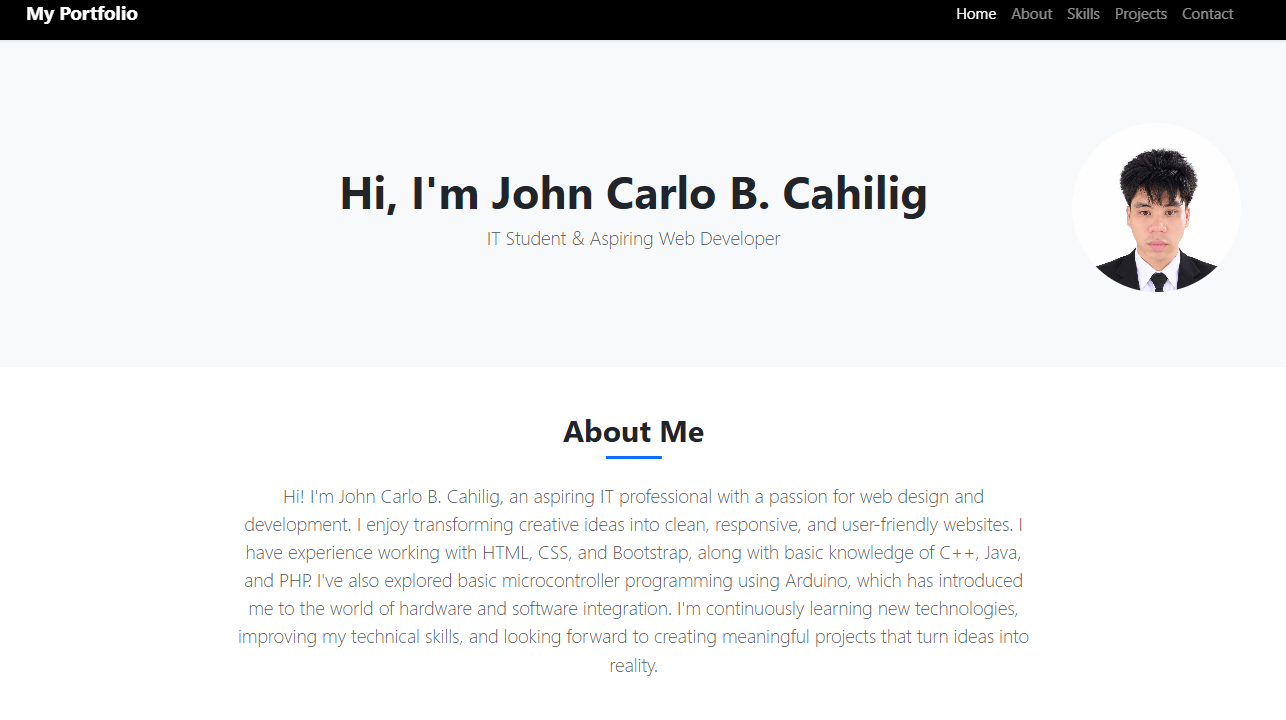 My Portfolio
Home About Skills Projects Contact
Hi, I'm John Carlo B. Cahilig
IT Student & Aspiring Web Developer
About Me
Hi! I'm John Carlo B. Cahilig, an aspiring IT professional with a passion for web design and
development. I enjoy transforming creative ideas into clean, responsive, and user-friendly websites. I
have experience working with HTML, CSS, and Bootstrap, along with basic knowledge of C++, Java,
and PHP. I've also explored basic microcontroller programming using Arduino, which has introduced
me to the world of hardware and software integration. I'm continuously learning new technologies,
improving my technical skills, and looking forward to creating meaningful projects that turn ideas into
reality.